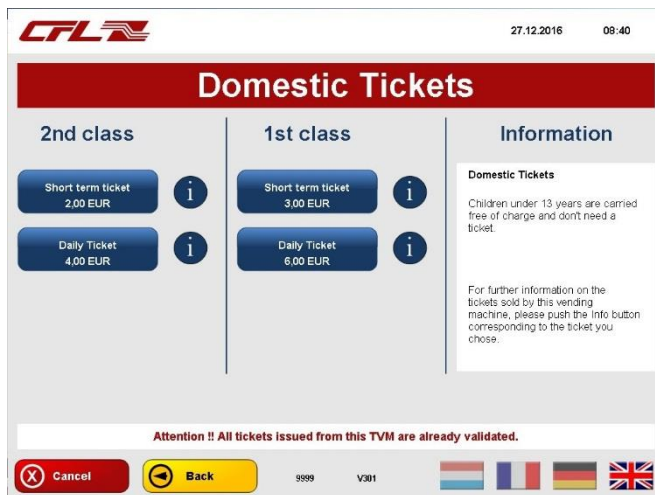 CFL
27.12.2016 08:40
Domestic Tickets
2nd class
Short term ticket
2,00 EUR
i
Daily Ticket
4,00 EUR
i
1st class
Short term ticket
3,00 EUR
i
Daily Ticket
6,00 EUR
i
Information
Domestic Tickets
Children under 13 years are carried
free of charge and don't need a
ticket.
For further information on the
tickets sold by this vending
machine, please push the Info button
corresponding to the ticket you
chose.
Attention !! All tickets issued from this TVM are already validated.
X Cancel
Back
9999 V301